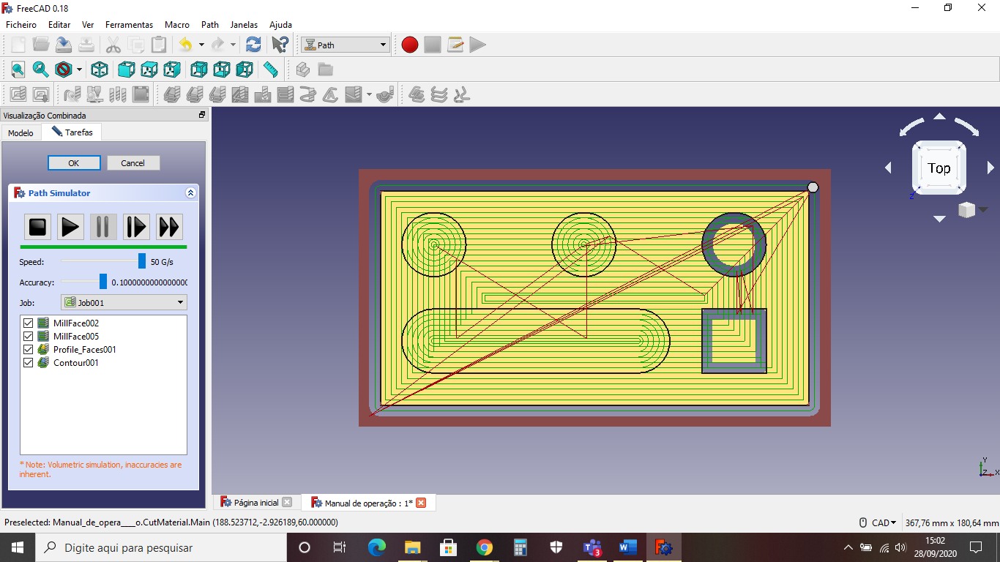 FreeCAD 0.18
Ficheiro Editar Ver Ferramentas Macro Path Janelas Ajuda
Path
Visualização Combinada
Modelo Tarefas
OK Cancel
Path Simulator
Speed: 50 G/s
Accuracy: 0.1000000000000000
Job: Job001
MillFace002
MillFace005
Profile_Faces001
Contour001
* Note: Volumetric simulation, inaccuracies are
inherent.
Top
Z
Y
Z X
Página inicial Manual de operação : 1*
Preselected: Manual_de_opera____o.CutMaterial.Main (188.523712,-2.926189,60.000000)
CAD 367,76 mm x 180,64 mm
Digite aqui para pesquisar
3
15:02
28/09/2020